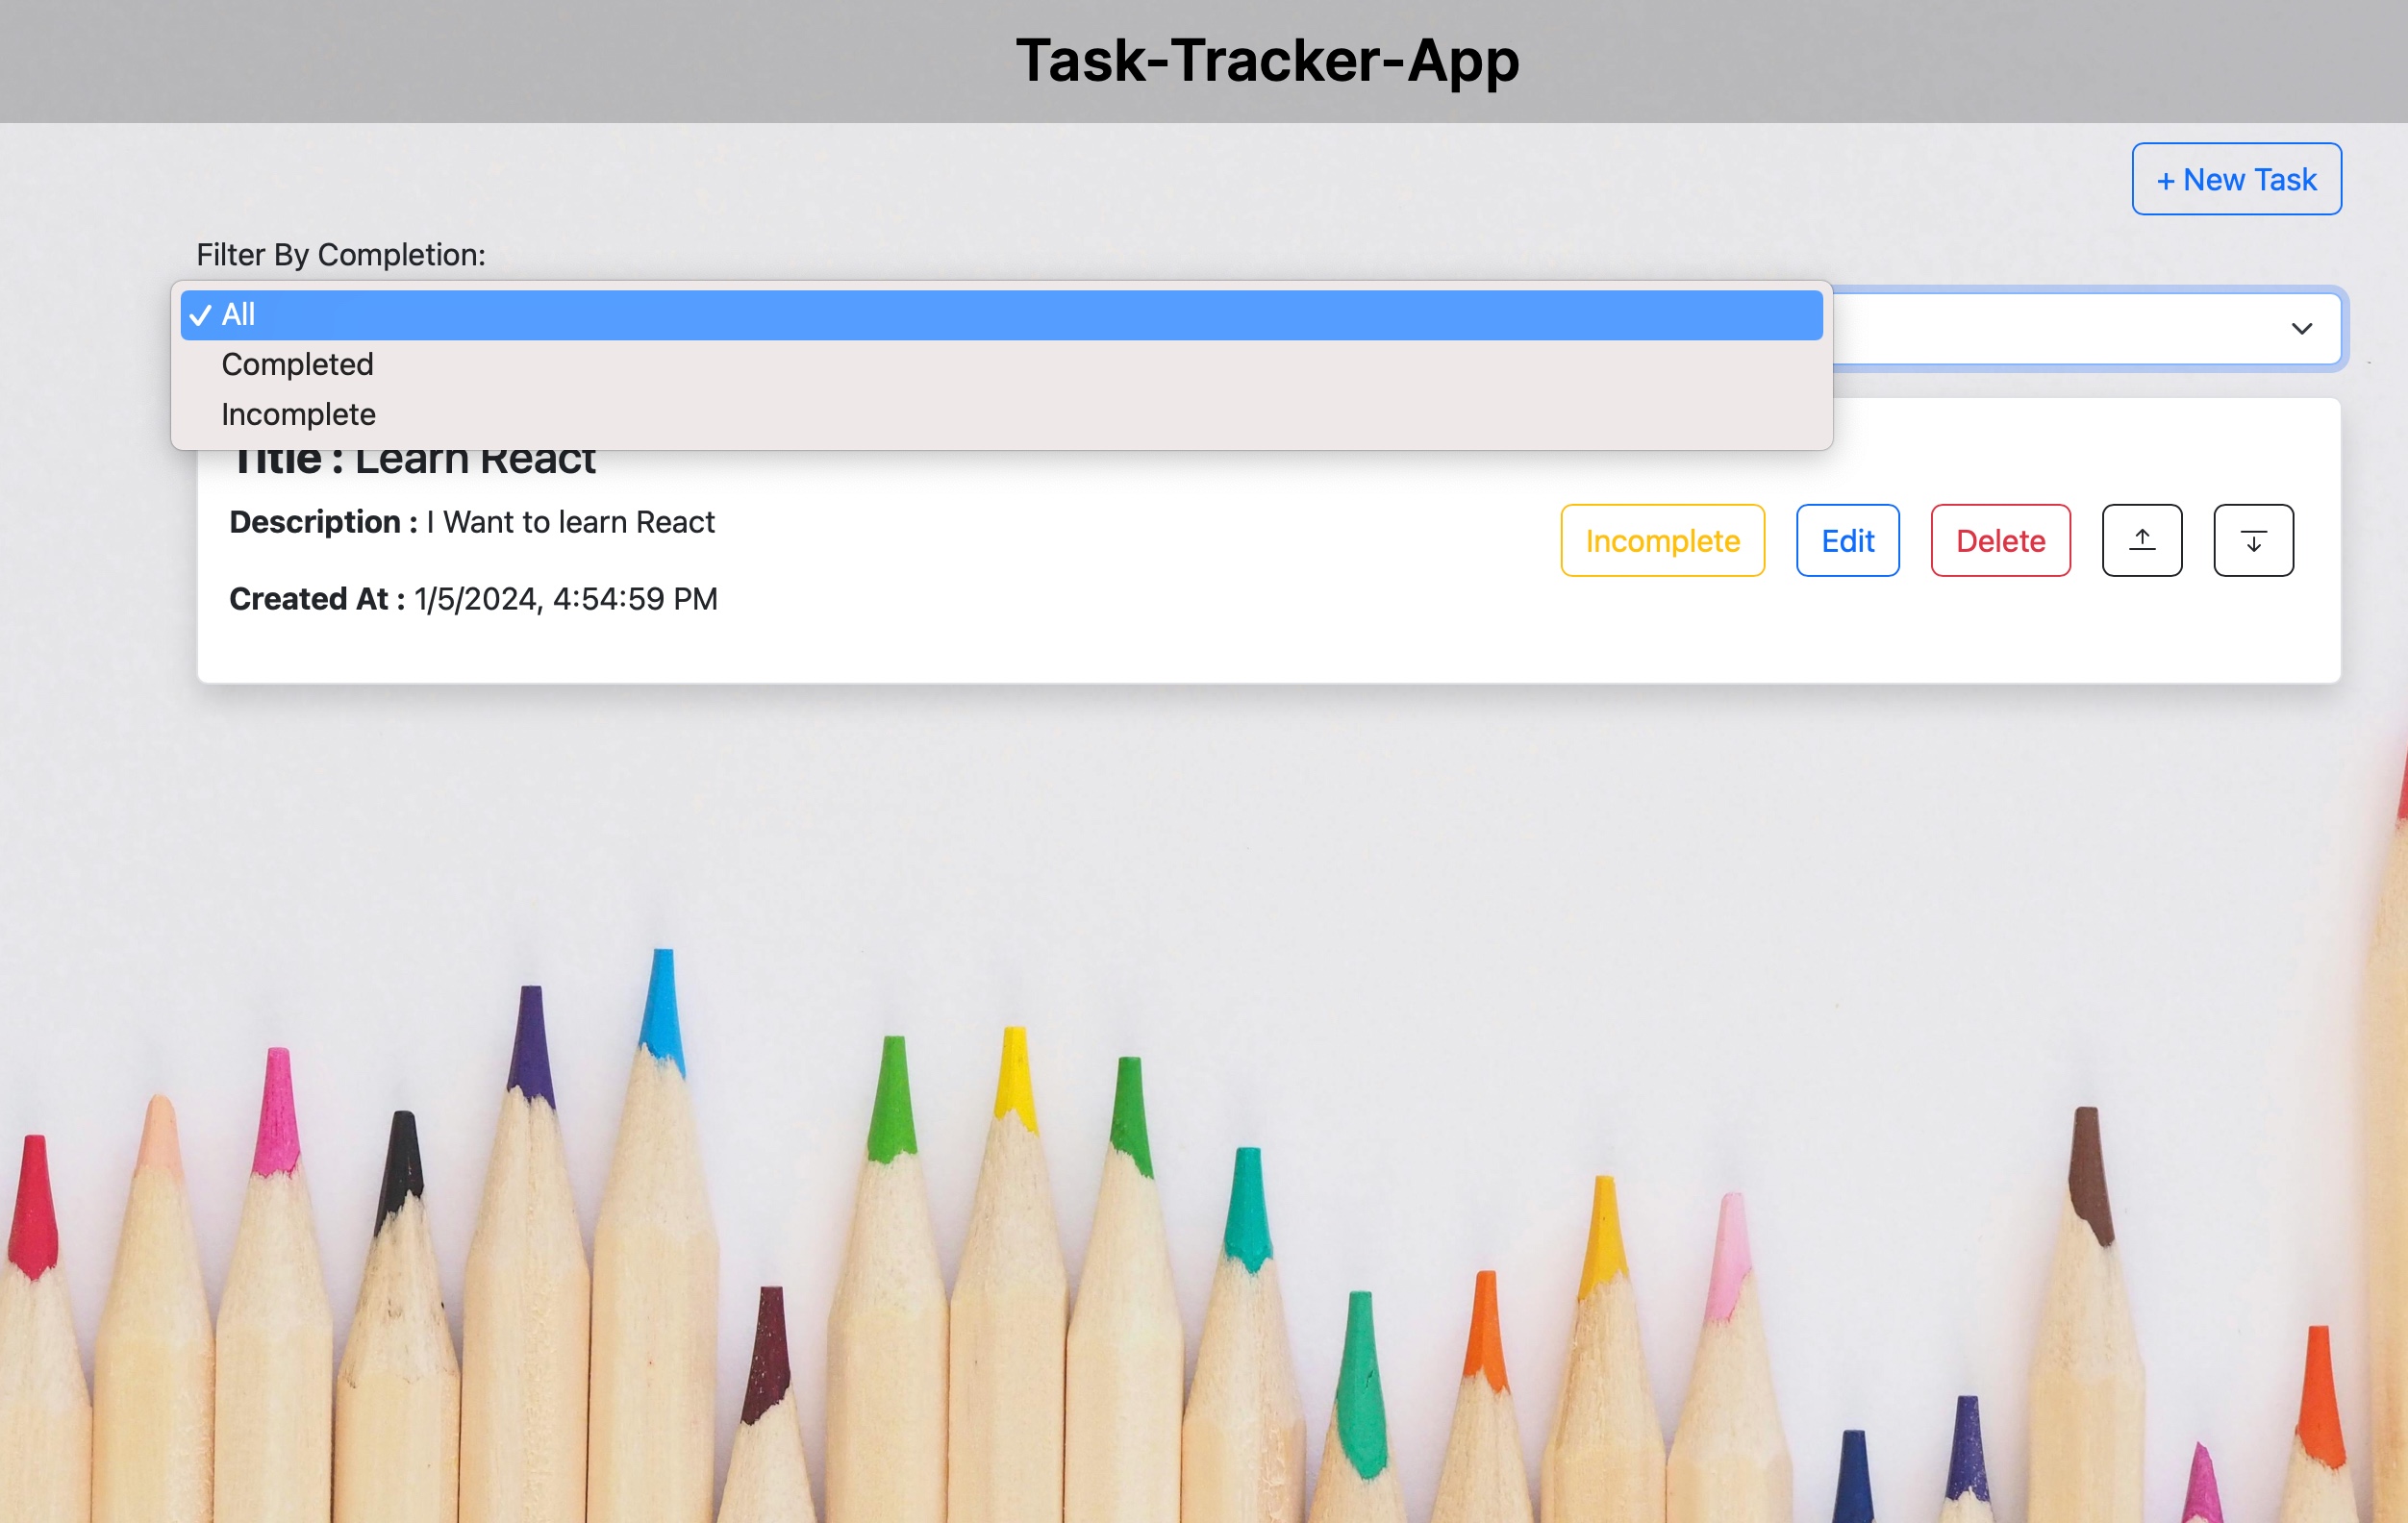 Task-Tracker-App
+ New Task
Filter By Completion:
✓ All
Completed
Incomplete
Title : Learn React
Description : I Want to learn React
Incomplete
Edit
Delete
Created At : 1/5/2024, 4:54:59 PM